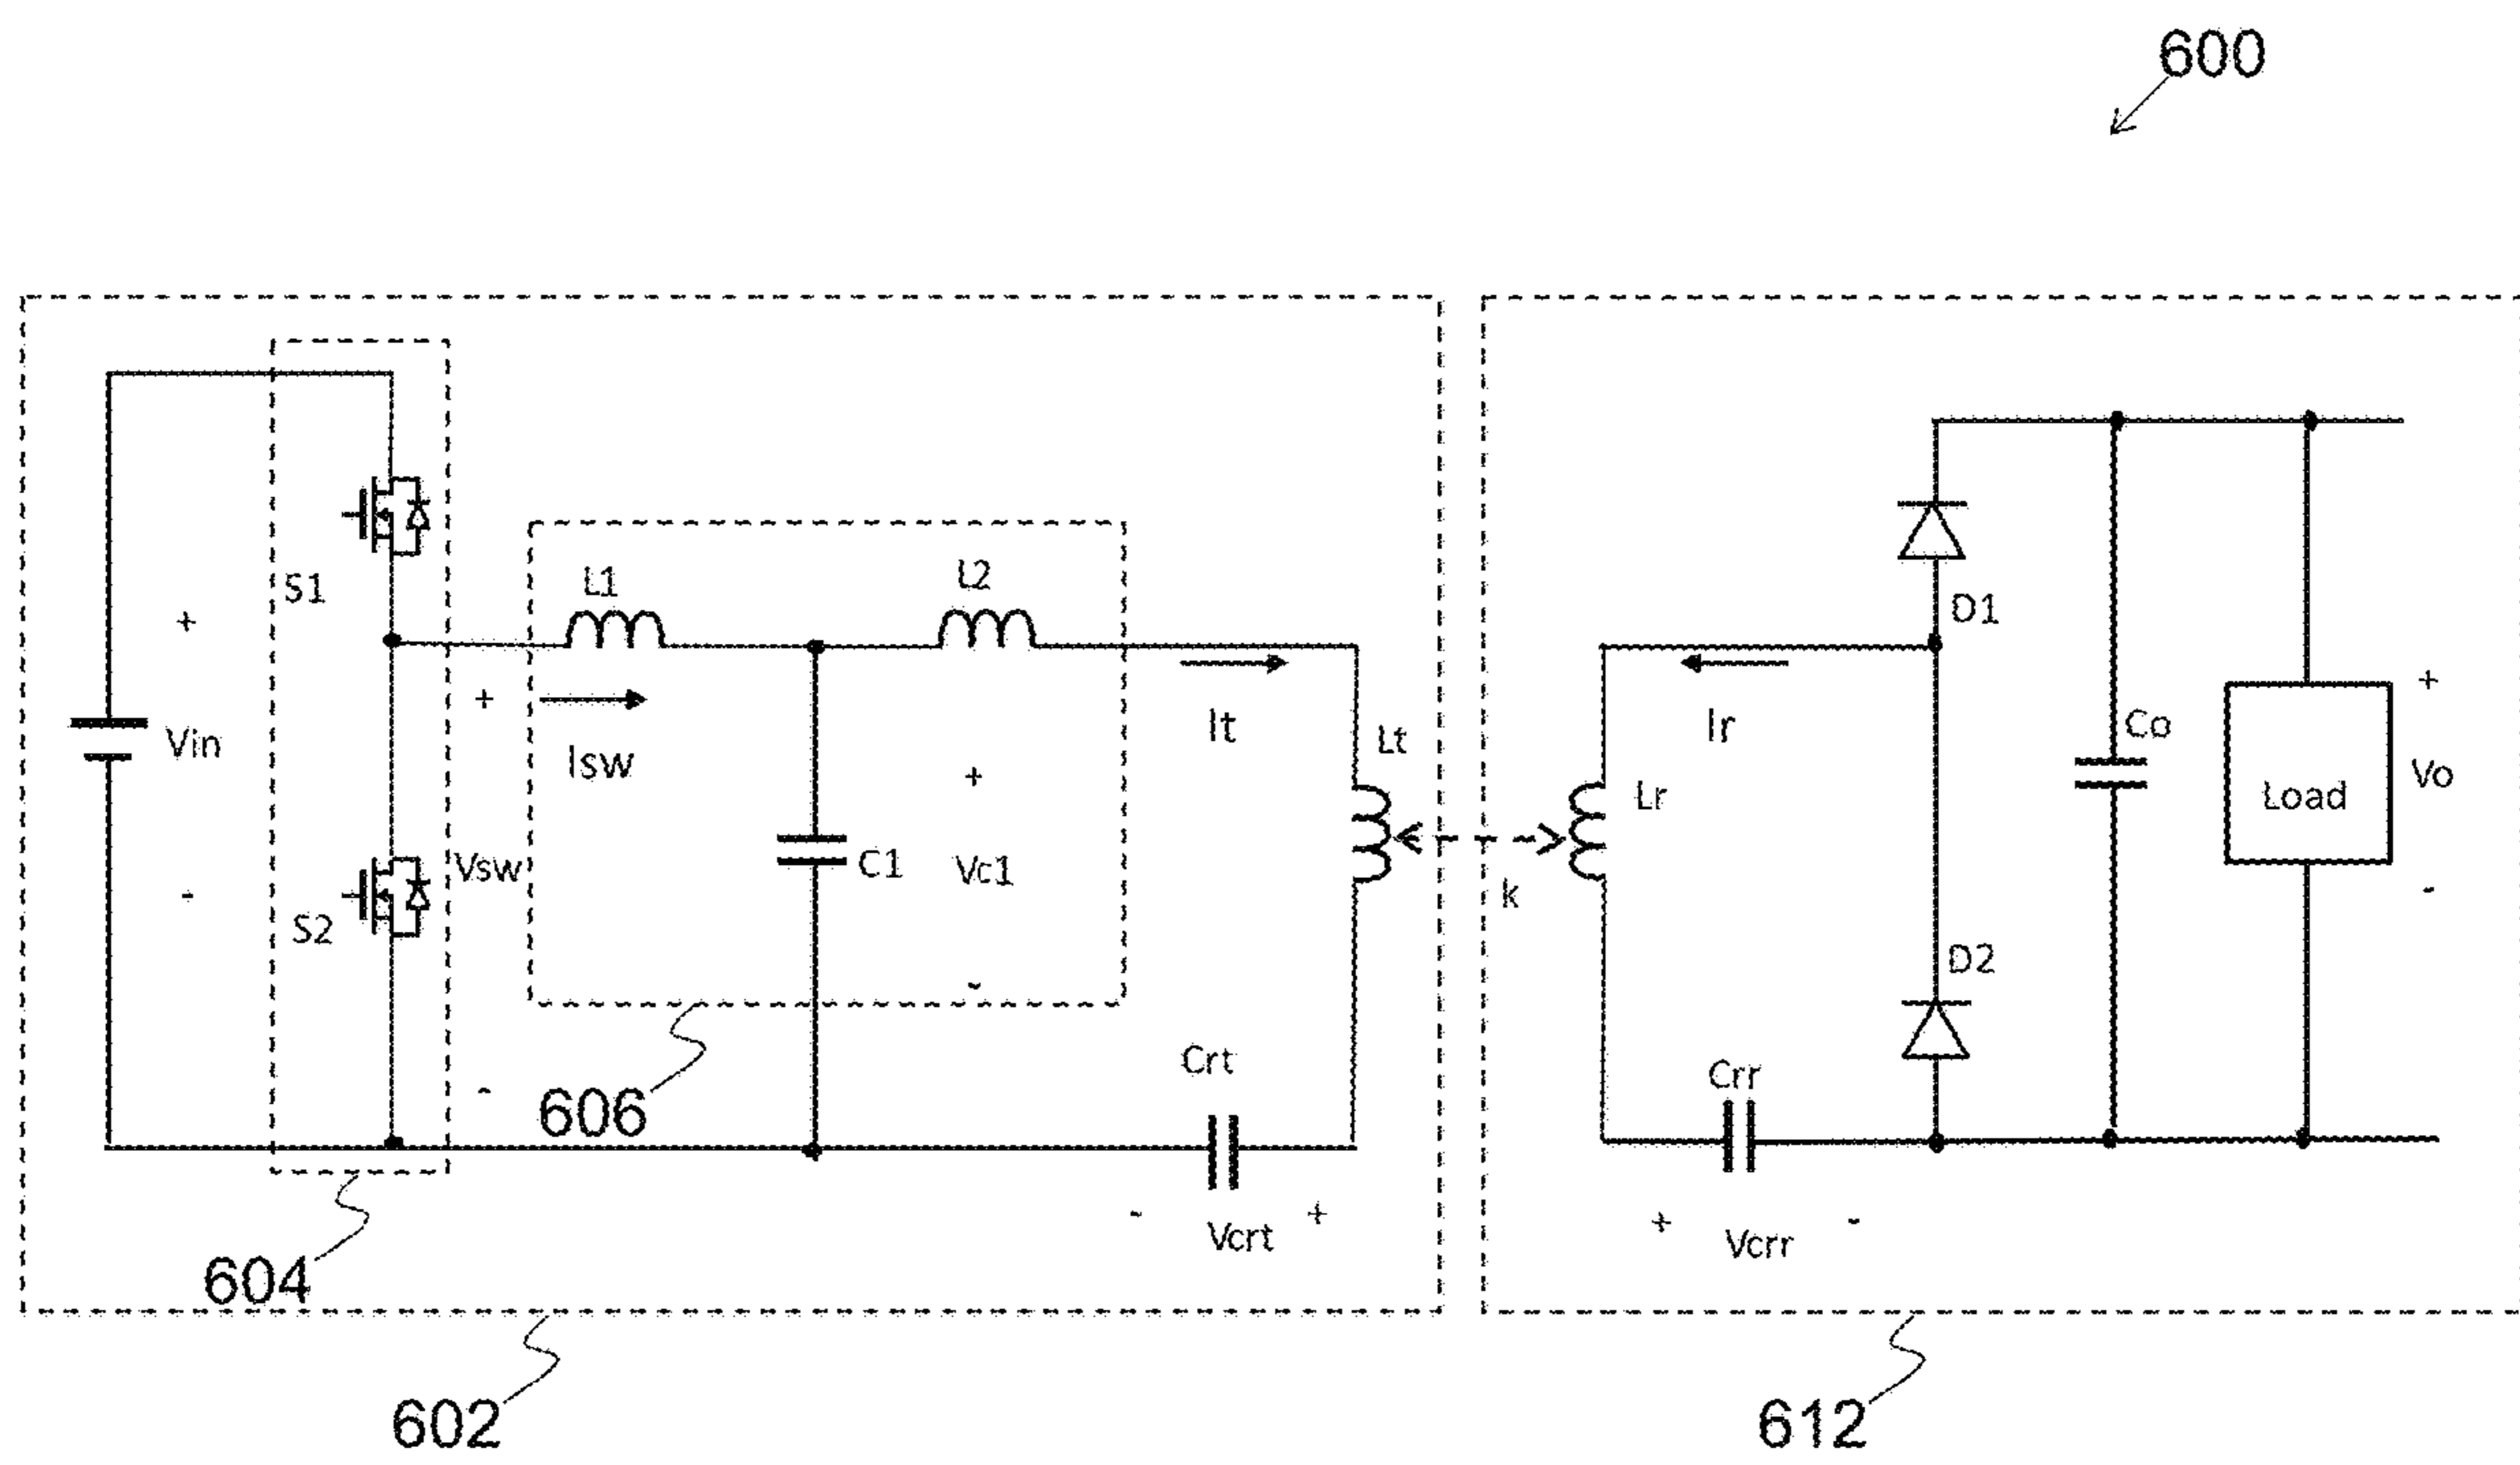 600
S1
L1
L2
D1
+
+
It
Ir
Lt
+
Vin
Isw
+
Co
Vo
Lr
Load
Vsw
C1
Vc1
k
-
-
S2
D2
-
Crt
Crr
-
606
-
Vcrt
+
+
Vcrr
-
604
602
612